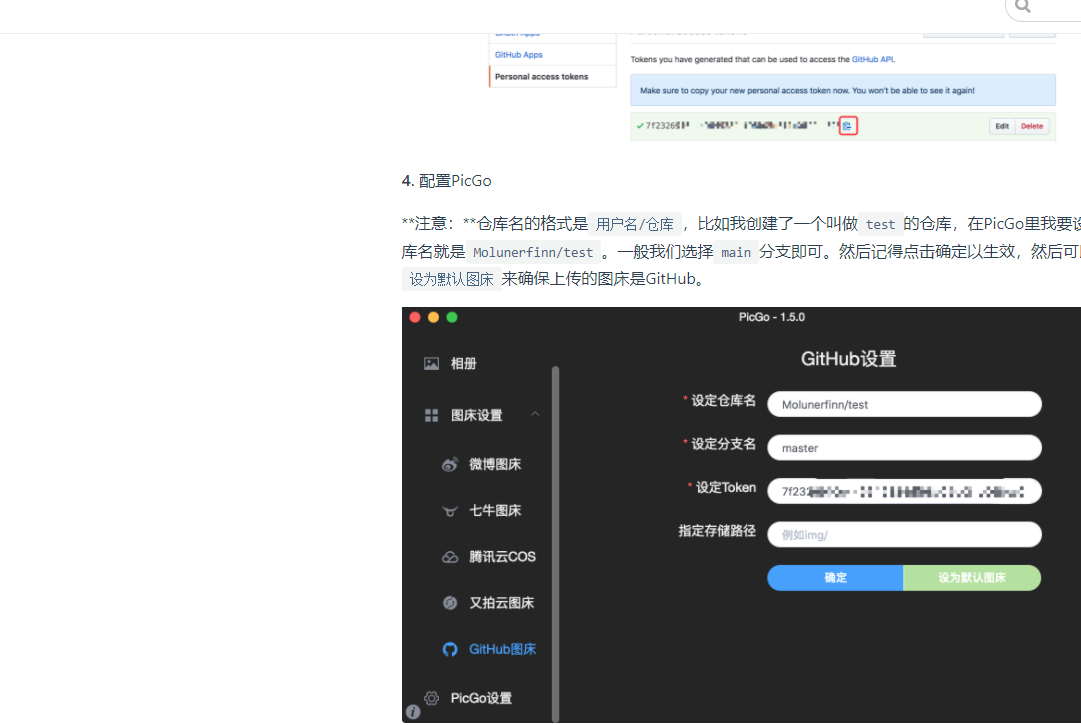 GitHub Apps
Personal access tokens
Tokens you have generated that can be used to access the GitHub API.
Make sure to copy your new personal access token now. You won't be able to see it again!
7f2326
Edit
Delete
4. 配置PicGo
**注意：**仓库名的格式是 用户名/仓库 ，比如我创建了一个叫做 test 的仓库，在PicGo里我要设
库名就是 Molunerfinn/test 。一般我们选择 main 分支即可。然后记得点击确定以生效，然后可
设为默认图床 来确保上传的图床是GitHub。
PicGo - 1.5.0
相册
图床设置
微博图床
七牛图床
腾讯云COS
又拍云图床
GitHub图床
PicGo设置
GitHub设置
* 设定仓库名 Molunerfinn/test
* 设定分支名 master
* 设定Token 7f232
指定存储路径 例如img/
确定
设为默认图床